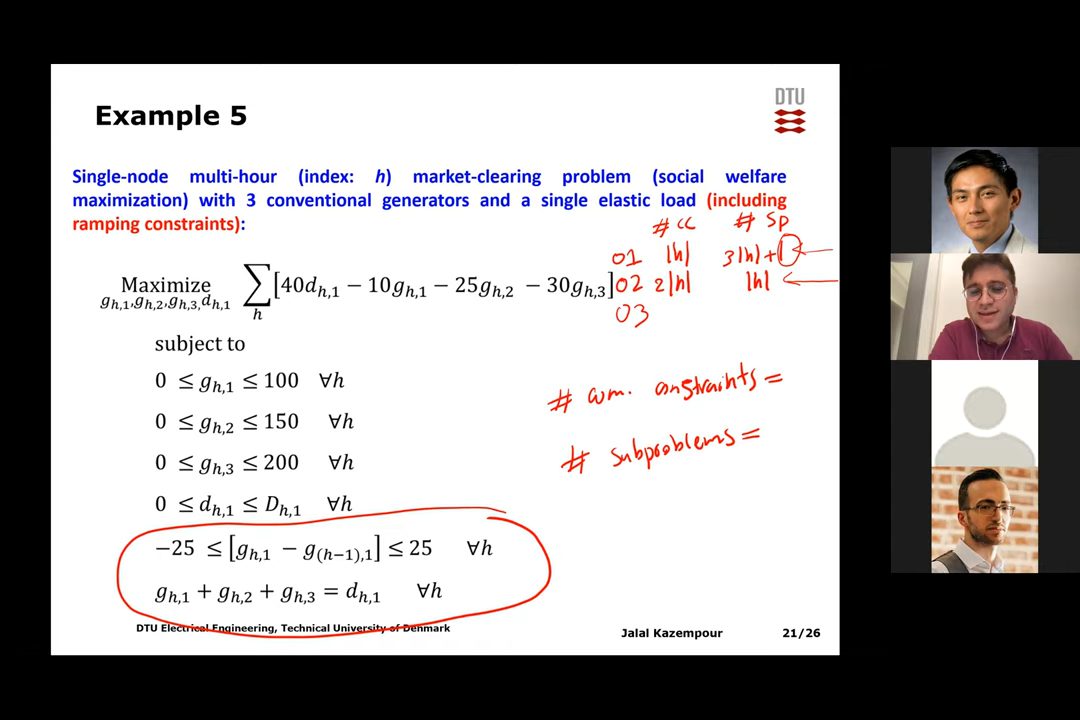 Example 5
DTU
Single-node multi-hour (index: h) market-clearing problem (social welfare
maximization) with 3 conventional generators and a single elastic load (including
ramping constraints):
# CC # SP
O1 |h| 3|h|+1
O2 2|h| |h|
O3
Maximize ∑ [40d_{h,1} − 10g_{h,1} − 25g_{h,2} − 30g_{h,3}]
g_{h,1},g_{h,2},g_{h,3},d_{h,1} h
subject to
0 ≤ g_{h,1} ≤ 100 ∀h
# com. constraints =
0 ≤ g_{h,2} ≤ 150 ∀h
# subproblems =
0 ≤ g_{h,3} ≤ 200 ∀h
0 ≤ d_{h,1} ≤ D_{h,1} ∀h
−25 ≤ [g_{h,1} − g_{(h−1),1}] ≤ 25 ∀h
g_{h,1} + g_{h,2} + g_{h,3} = d_{h,1} ∀h
DTU Electrical Engineering, Technical University of Denmark
Jalal Kazempour 21/26